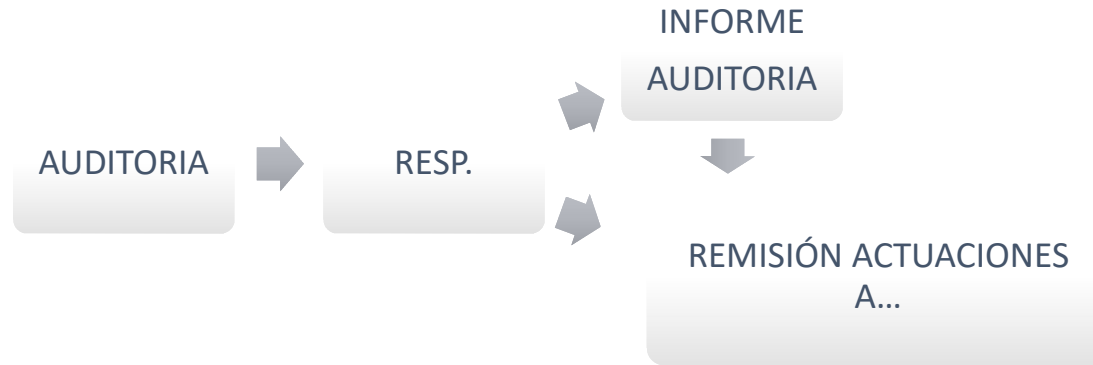 INFORME
AUDITORIA
AUDITORIA
RESP.
REMISIÓN ACTUACIONES
A...